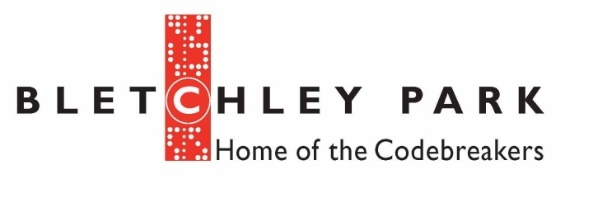 BLETCHLEY PARK
Home of the Codebreakers